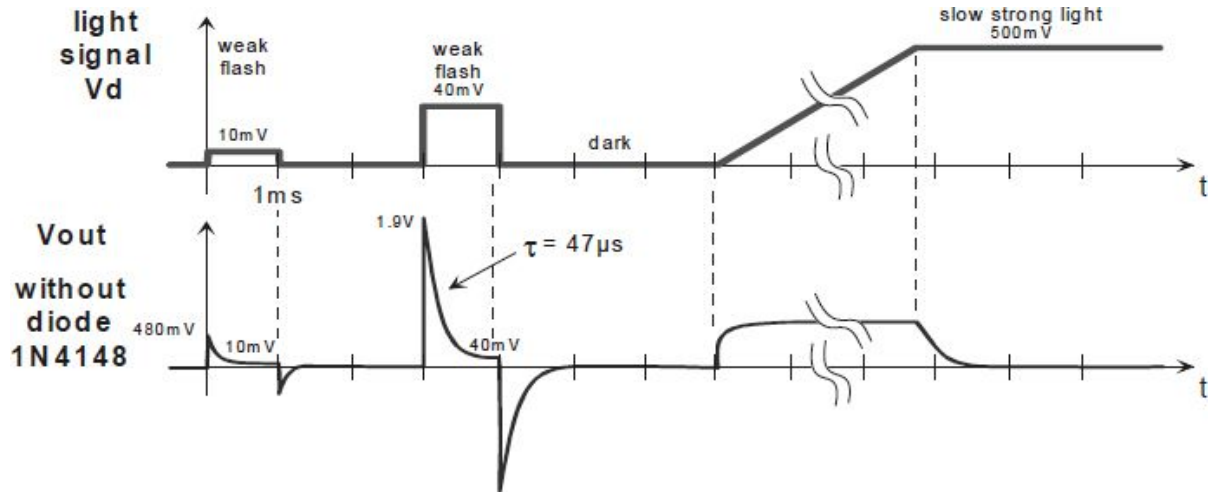 light
signal
Vd
weak
flash
10mV
weak
flash
40mV
dark
slow strong light
500mV
t
1ms
Vout
without
diode
1N4148
480mV
10mV
1.9V
τ = 47µs
40mV
t